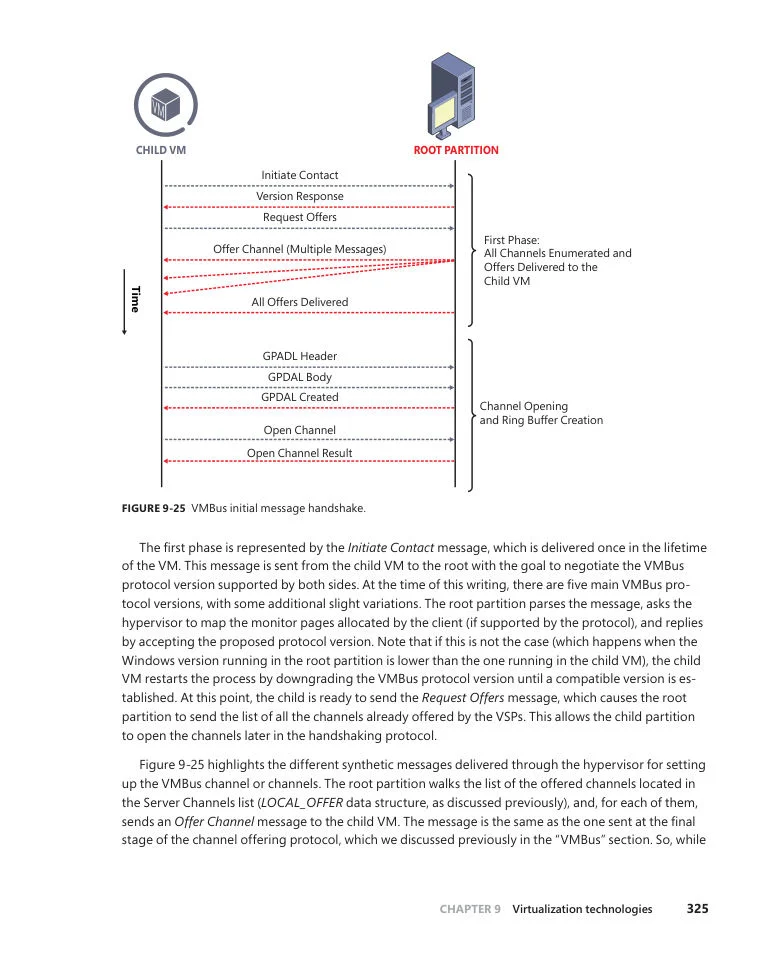 VM
CHILD VM
ROOT PARTITION
Initiate Contact
Version Response
Request Offers
Offer Channel (Multiple Messages)
First Phase:
All Channels Enumerated and
Offers Delivered to the
Child VM
Time
All Offers Delivered
GPADL Header
GPDAL Body
GPDAL Created
Channel Opening
and Ring Buffer Creation
Open Channel
Open Channel Result
FIGURE 9-25 VMBus initial message handshake.
The first phase is represented by the Initiate Contact message, which is delivered once in the lifetime
of the VM. This message is sent from the child VM to the root with the goal to negotiate the VMBus
protocol version supported by both sides. At the time of this writing, there are five main VMBus pro-
tocol versions, with some additional slight variations. The root partition parses the message, asks the
hypervisor to map the monitor pages allocated by the client (if supported by the protocol), and replies
by accepting the proposed protocol version. Note that if this is not the case (which happens when the
Windows version running in the root partition is lower than the one running in the child VM), the child
VM restarts the process by downgrading the VMBus protocol version until a compatible version is es-
tablished. At this point, the child is ready to send the Request Offers message, which causes the root
partition to send the list of all the channels already offered by the VSPs. This allows the child partition
to open the channels later in the handshaking protocol.
Figure 9-25 highlights the different synthetic messages delivered through the hypervisor for setting
up the VMBus channel or channels. The root partition walks the list of the offered channels located in
the Server Channels list (LOCAL_OFFER data structure, as discussed previously), and, for each of them,
sends an Offer Channel message to the child VM. The message is the same as the one sent at the final
stage of the channel offering protocol, which we discussed previously in the “VMBus” section. So, while
CHAPTER 9 Virtualization technologies 325